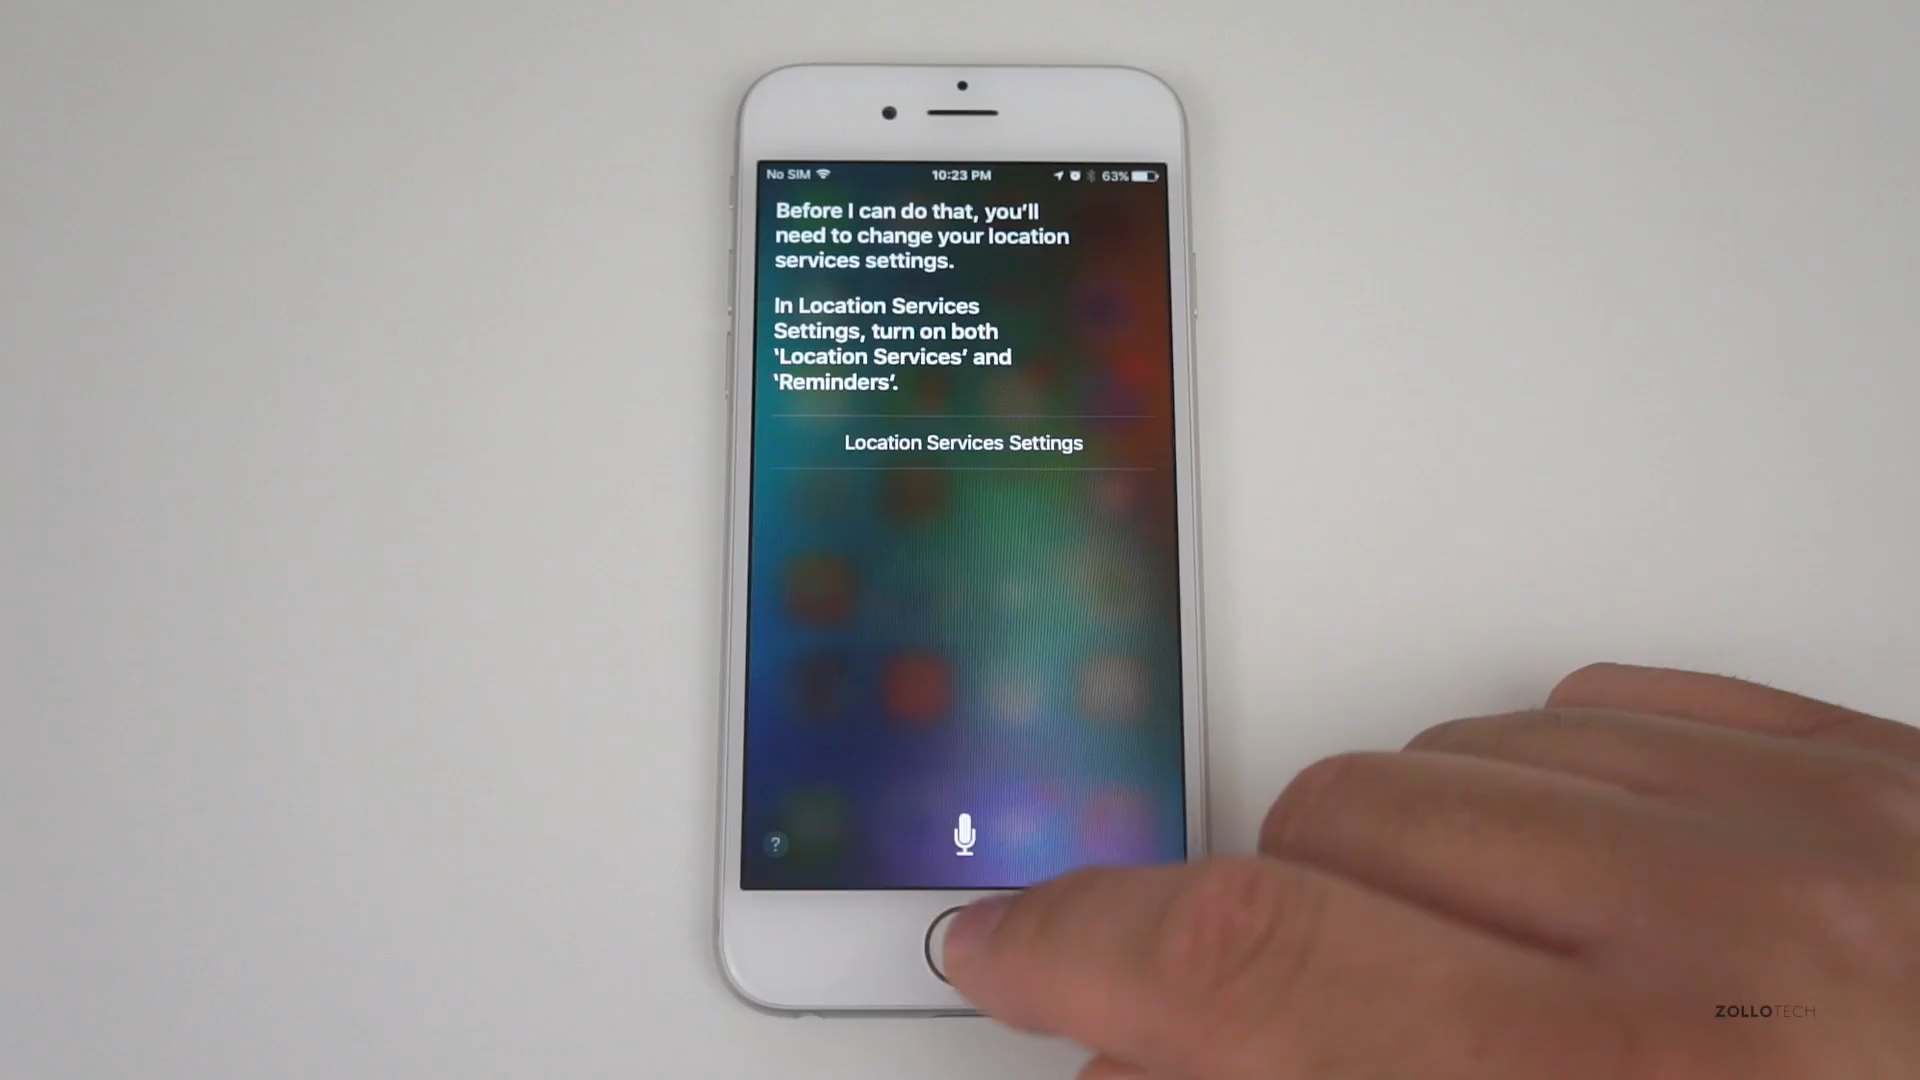 No SIM 10:23 PM 63%
Before I can do that, you'll
need to change your location
services settings.
In Location Services
Settings, turn on both
'Location Services' and
'Reminders'.
Location Services Settings
?
ZOLLOTECH